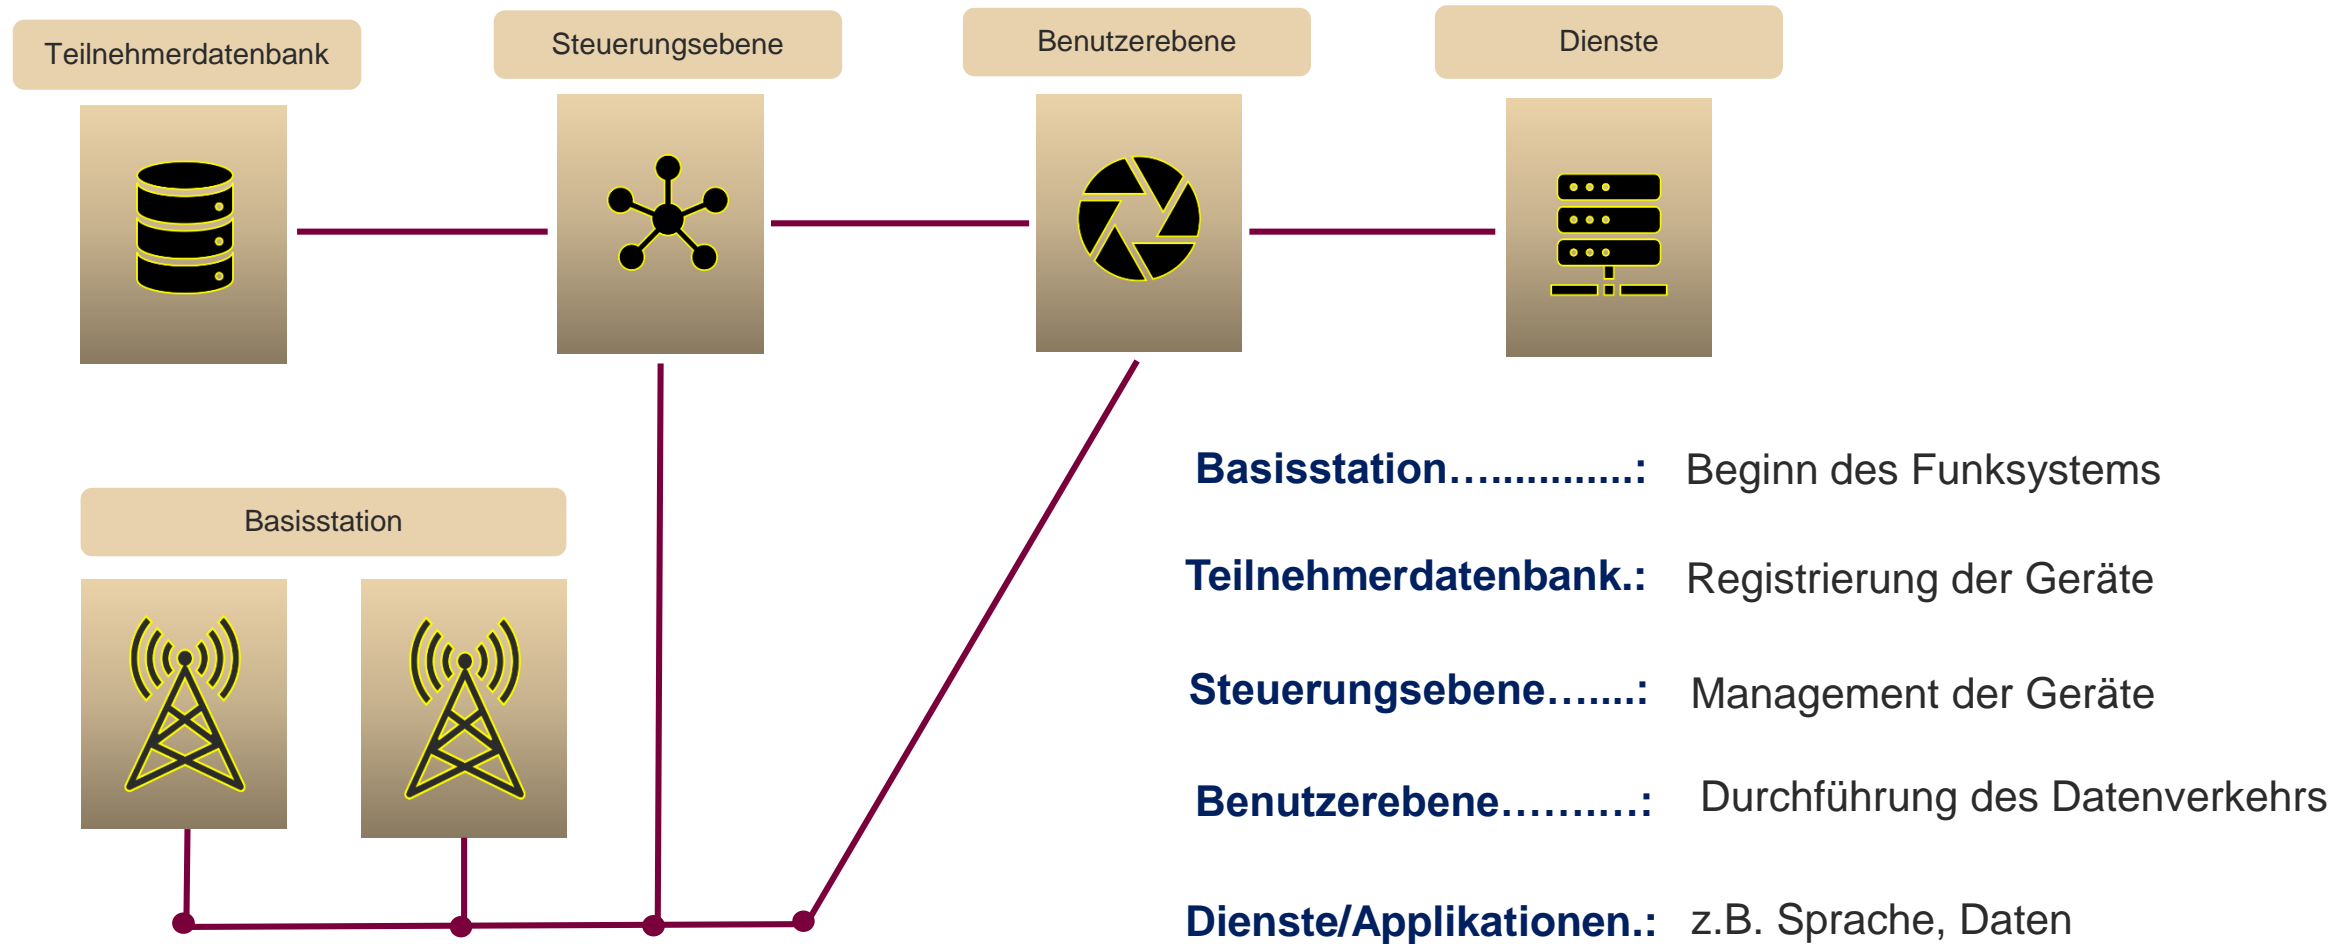 Teilnehmerdatenbank
Steuerungsebene
Benutzerebene
Dienste
Basisstation
Basisstation…............: Beginn des Funksystems
Teilnehmerdatenbank.: Registrierung der Geräte
Steuerungsebene…....: Management der Geräte
Benutzerebene…….…: Durchführung des Datenverkehrs
Dienste/Applikationen.: z.B. Sprache, Daten